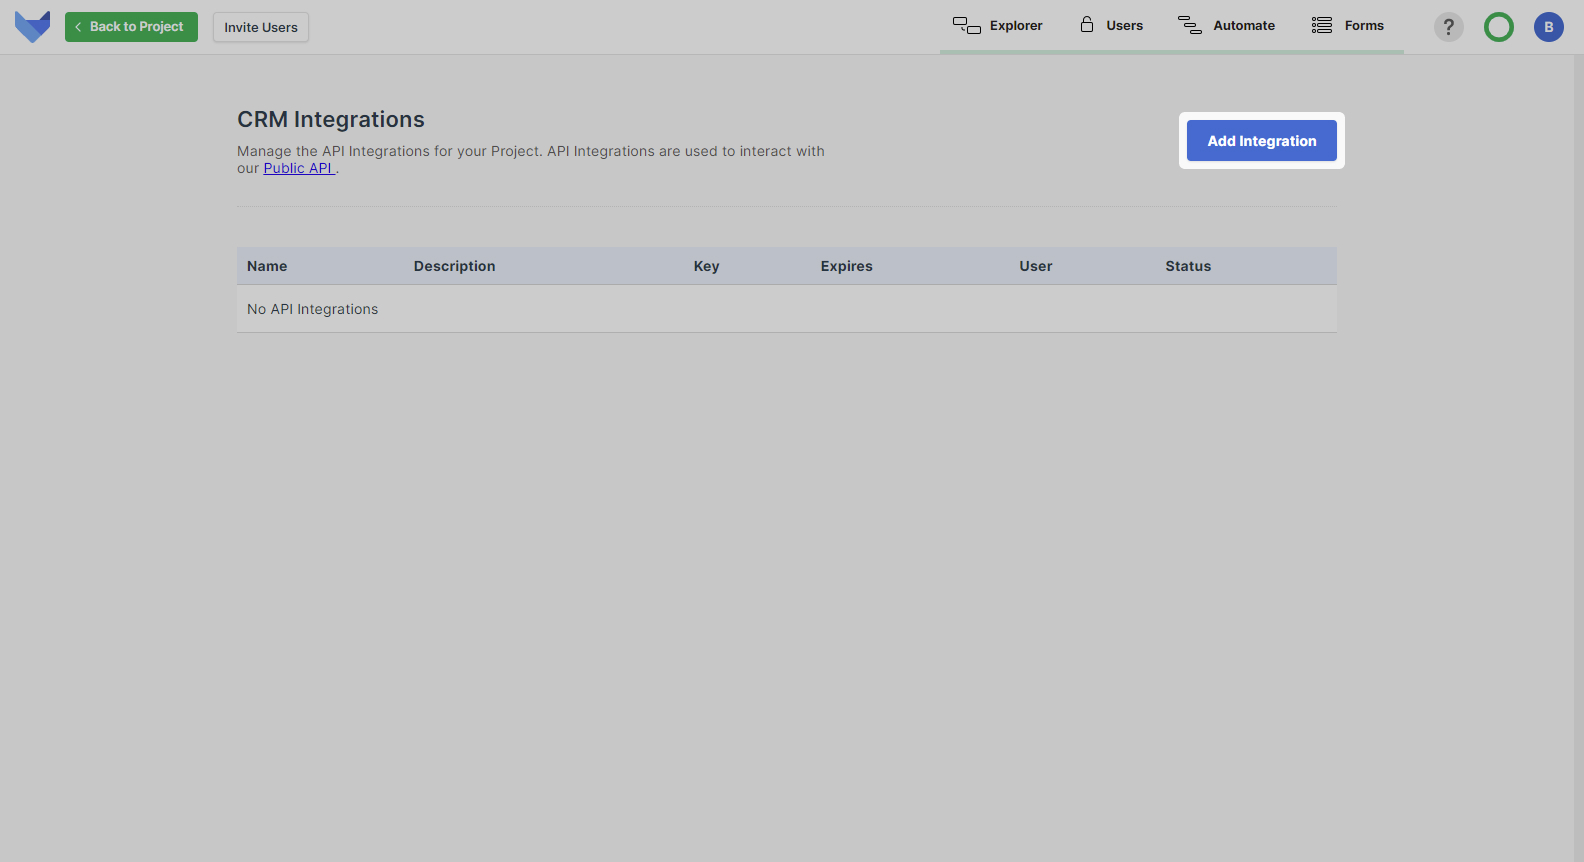 Back to Project
Invite Users
Explorer
Users
Automate
Forms
?
B
CRM Integrations
Manage the API Integrations for your Project. API Integrations are used to interact with
our Public API .
Add Integration
Name Description Key Expires User Status
No API Integrations